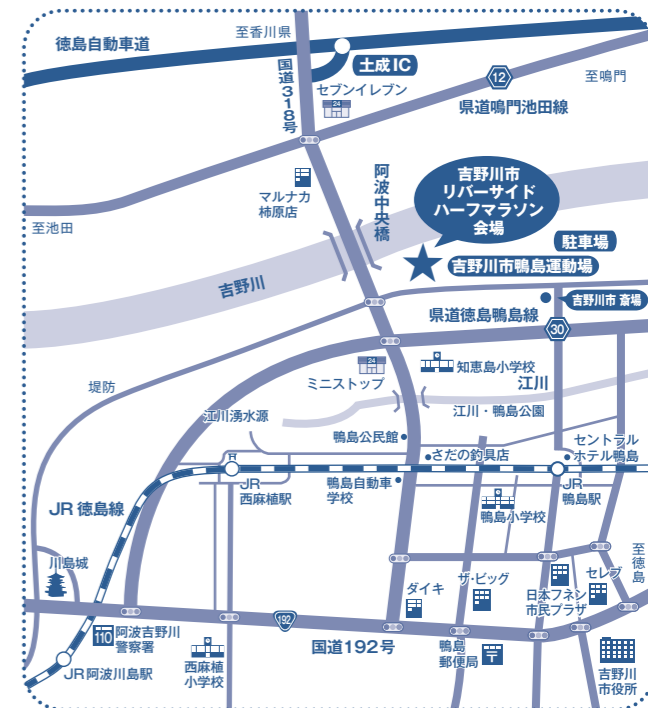 至香川県
徳島自動車道
土成IC
国道318号
セブンイレブン
24
12
至鳴門
県道鳴門池田線
マルナカ
柿原店
阿波中央橋
吉野川市
リバーサイド
ハーフマラソン
会場
至池田
駐車場
吉野川市鴨島運動場
吉野川
吉野川市 斎場
県道徳島鴨島線
30
24
ミニストップ
知恵島小学校
江川
堤防
江川・鴨島公園
江川湧水源
鴨島公民館
セントラル
ホテル鴨島
さだの釣具店
JR
西麻植駅
鴨島自動車
学校
JR
鴨島駅
JR徳島線
鴨島小学校
至徳島
川島城
ダイキ
ザ・ビッグ
日本フネン
市民プラザ
セレブ
192
110
阿波吉野川
警察署
国道192号
西麻植
小学校
鴨島
郵便局
〒
JR阿波川島駅
吉野川
市役所